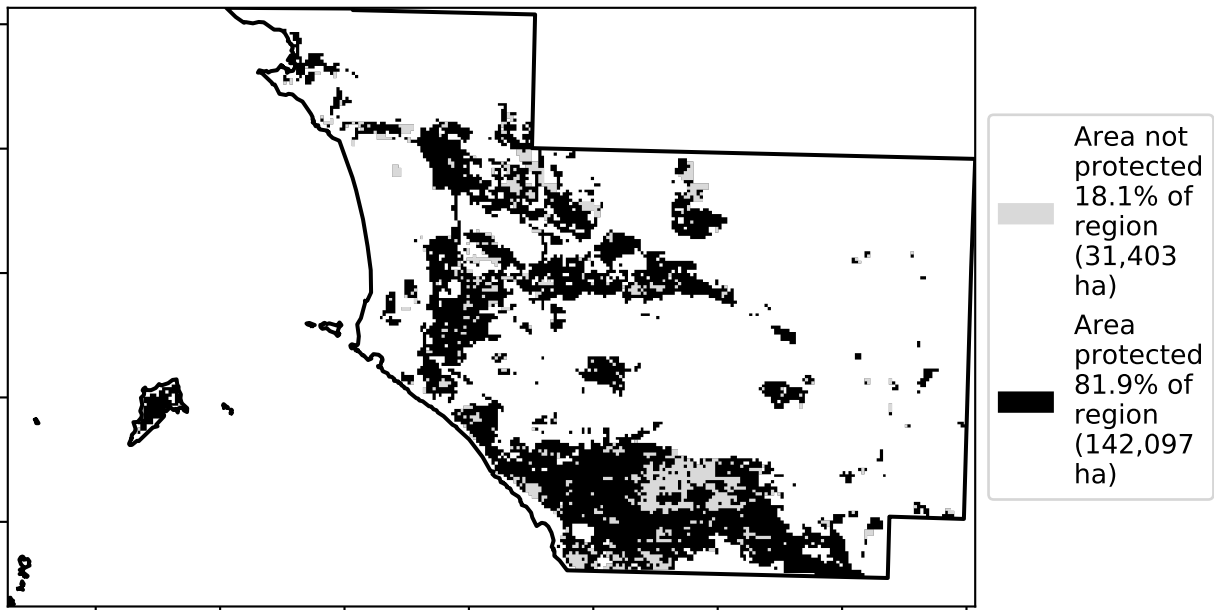 Area not
protected
18.1% of
region
(31,403
ha)
Area
protected
81.9% of
region
(142,097
ha)